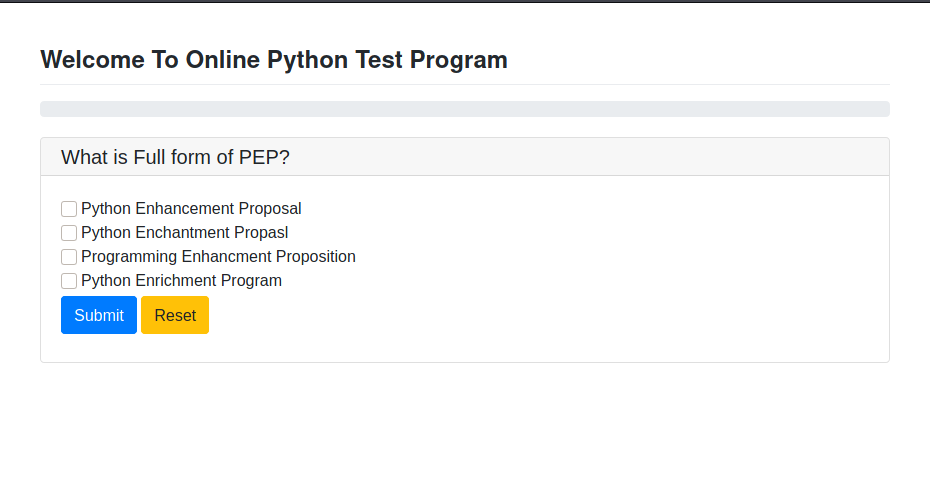 Welcome To Online Python Test Program
What is Full form of PEP?
Python Enhancement Proposal
Python Enchantment Propasl
Programming Enhancment Proposition
Python Enrichment Program
Submit Reset